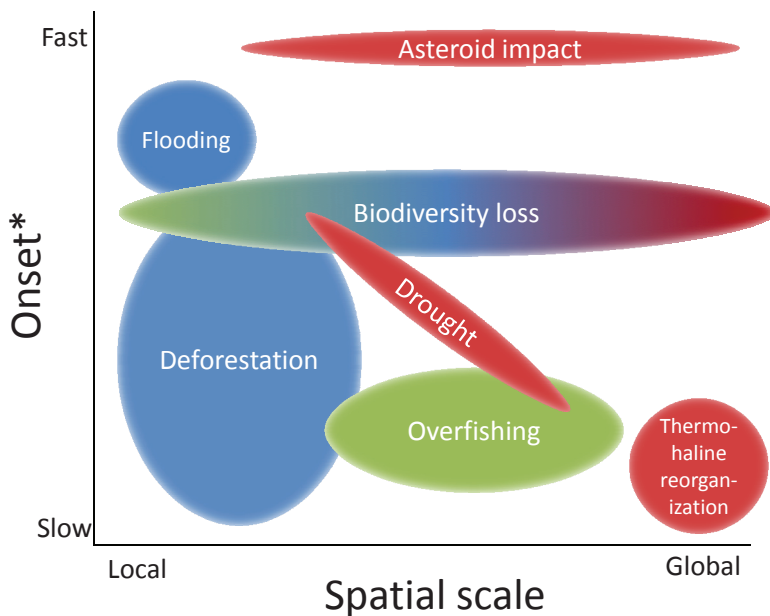 Fast
Asteroid impact
Flooding
Biodiversity loss
Onset*
Drought
Deforestation
Overfishing
Thermo-
haline
reorgan-
ization
Slow
Local
Global
Spatial scale